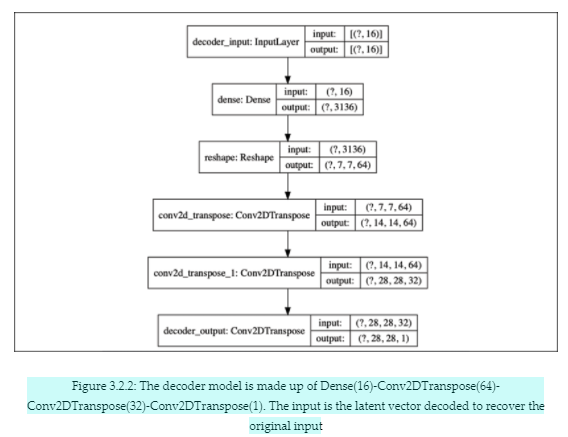 decoder_input: InputLayer
input: [(?, 16)]
output: [(?, 16)]
dense: Dense
input: (?, 16)
output: (?, 3136)
reshape: Reshape
input: (?, 3136)
output: (?, 7, 7, 64)
conv2d_transpose: Conv2DTranspose
input: (?, 7, 7, 64)
output: (?, 14, 14, 64)
conv2d_transpose_1: Conv2DTranspose
input: (?, 14, 14, 64)
output: (?, 28, 28, 32)
decoder_output: Conv2DTranspose
input: (?, 28, 28, 32)
output: (?, 28, 28, 1)
Figure 3.2.2: The decoder model is made up of Dense(16)-Conv2DTranspose(64)-
Conv2DTranspose(32)-Conv2DTranspose(1). The input is the latent vector decoded to recover the
original input